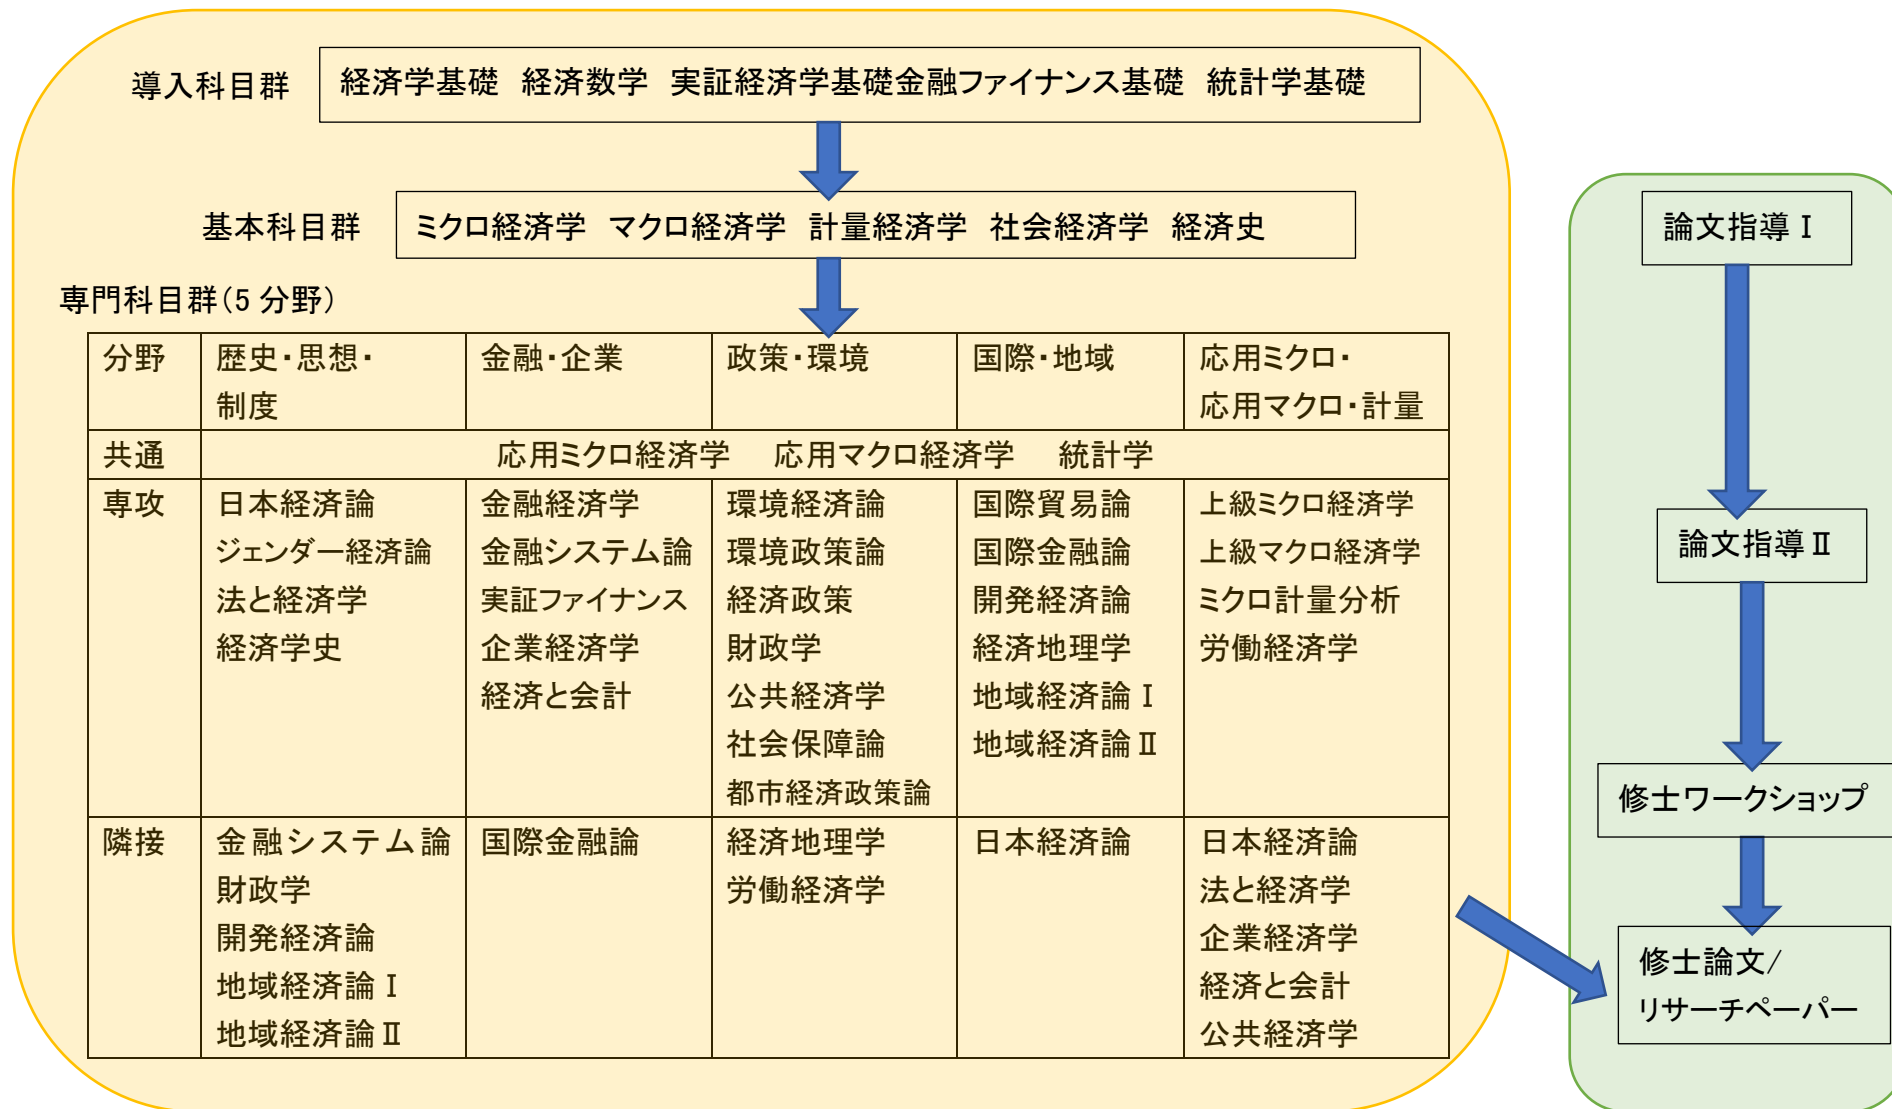 導入科目群
経済学基礎 経済数学 実証経済学基礎金融ファイナンス基礎 統計学基礎
基本科目群
ミクロ経済学 マクロ経済学 計量経済学 社会経済学 経済史
専門科目群(5 分野)
分野
歴史・思想・
制度
金融・企業
政策・環境
国際・地域
応用ミクロ・
応用マクロ・計量
共通
応用ミクロ経済学 応用マクロ経済学 統計学
専攻
日本経済論
ジェンダー経済論
法と経済学
経済学史
金融経済学
金融システム論
実証ファイナンス
企業経済学
経済と会計
環境経済論
環境政策論
経済政策
財政学
公共経済学
社会保障論
都市経済政策論
国際貿易論
国際金融論
開発経済論
経済地理学
地域経済論Ⅰ
地域経済論Ⅱ
上級ミクロ経済学
上級マクロ経済学
ミクロ計量分析
労働経済学
隣接
金融システム論
財政学
開発経済論
地域経済論Ⅰ
地域経済論Ⅱ
国際金融論
経済地理学
労働経済学
日本経済論
日本経済論
法と経済学
企業経済学
経済と会計
公共経済学
論文指導Ⅰ
論文指導Ⅱ
修士ワークショップ
修士論文/
リサーチペーパー